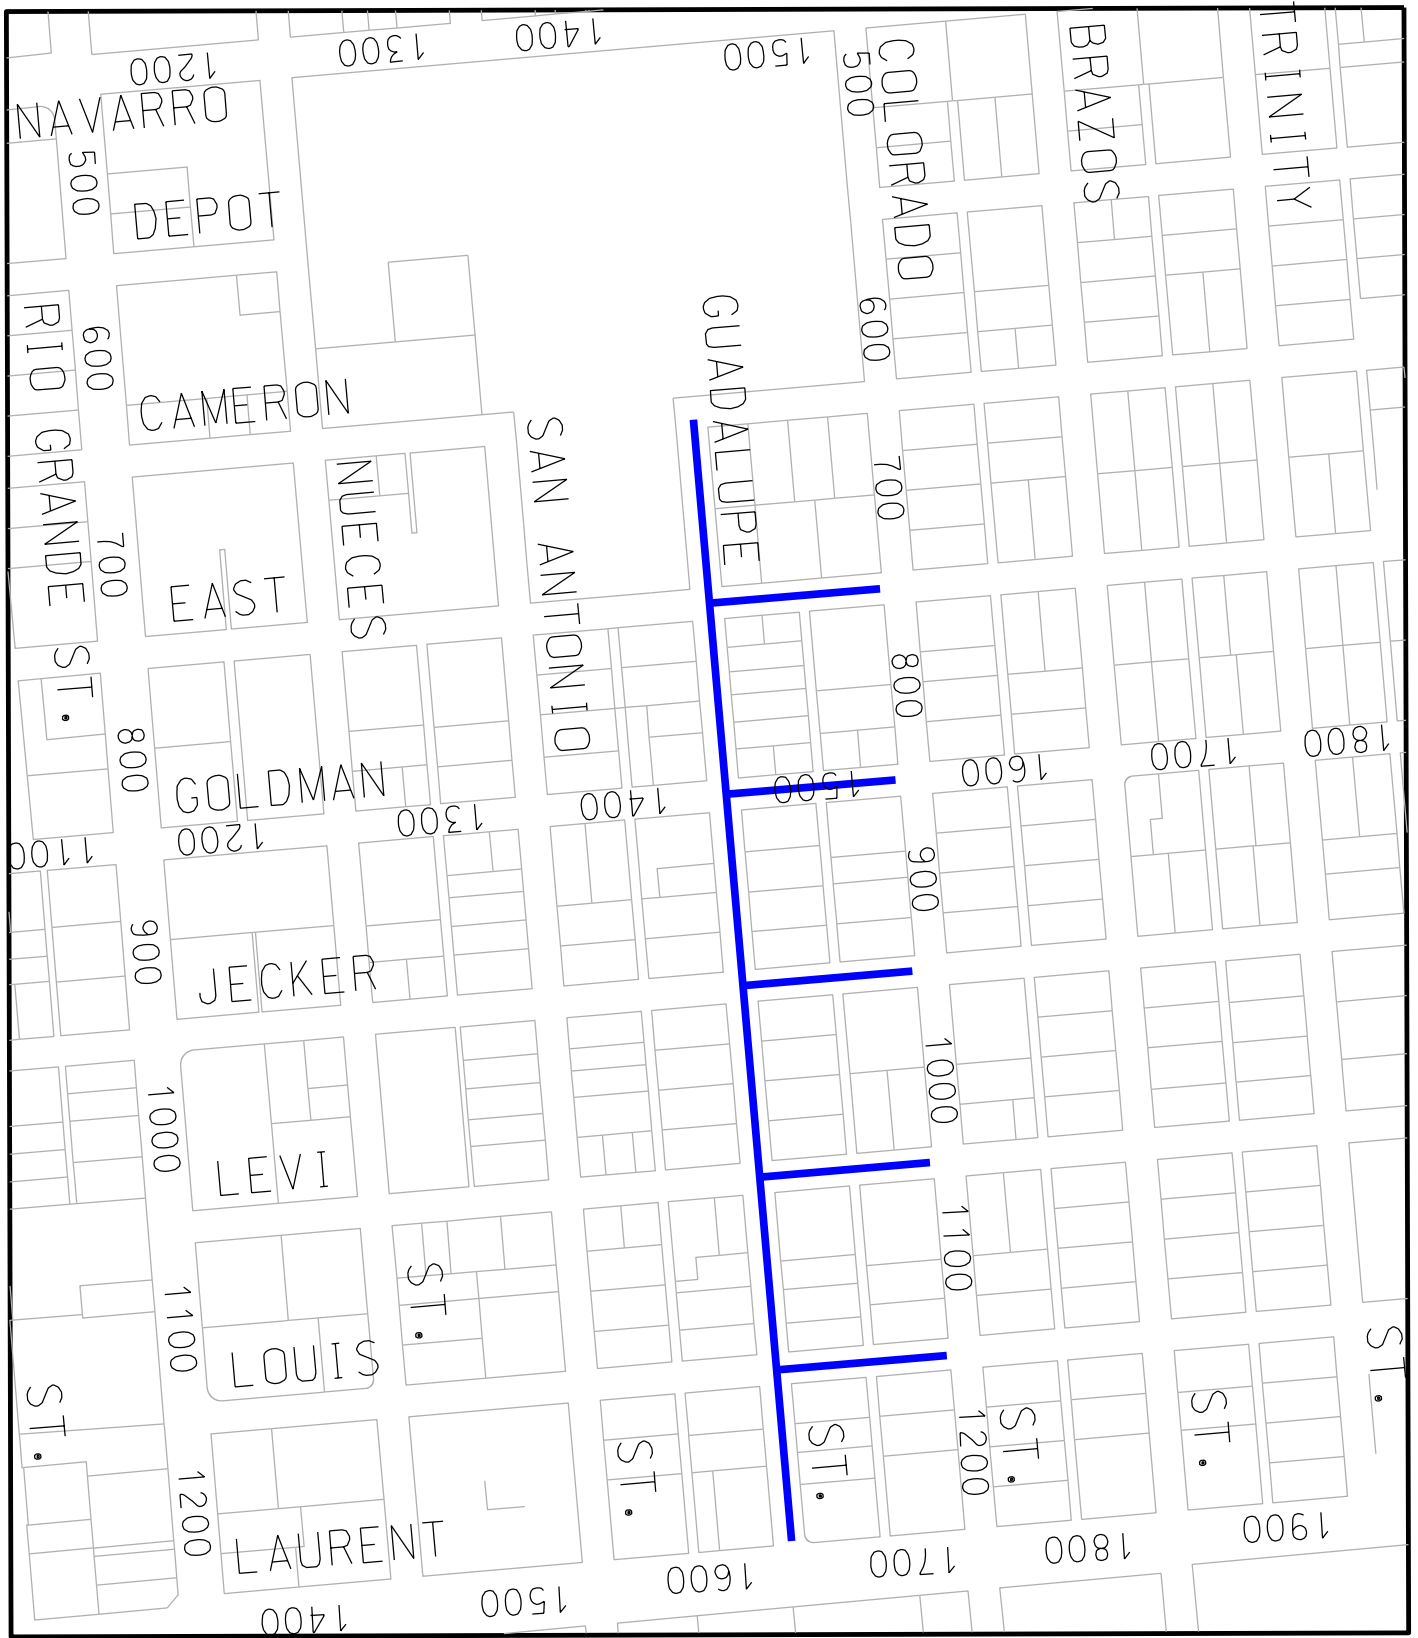 1200
1300
1400
1500
NAVARRO
500
500
COLORADO
BRAZOS
TRINITY
DEPOT
RIO GRANDE ST.
600
600
GUADALUPE ST.
CAMERON
SAN ANTONIO ST.
NUECES ST.
700
700
EAST
800
800
GOLDMAN
1100
1200
1300
1400
1500
1600
1700
1800
900
900
JECKER
1000
1000
LEVI
1100
1100
LOUIS
ST.
ST.
ST.
ST.
1200
1200
LAURENT
1400
1500
1600
1700
1800
1900